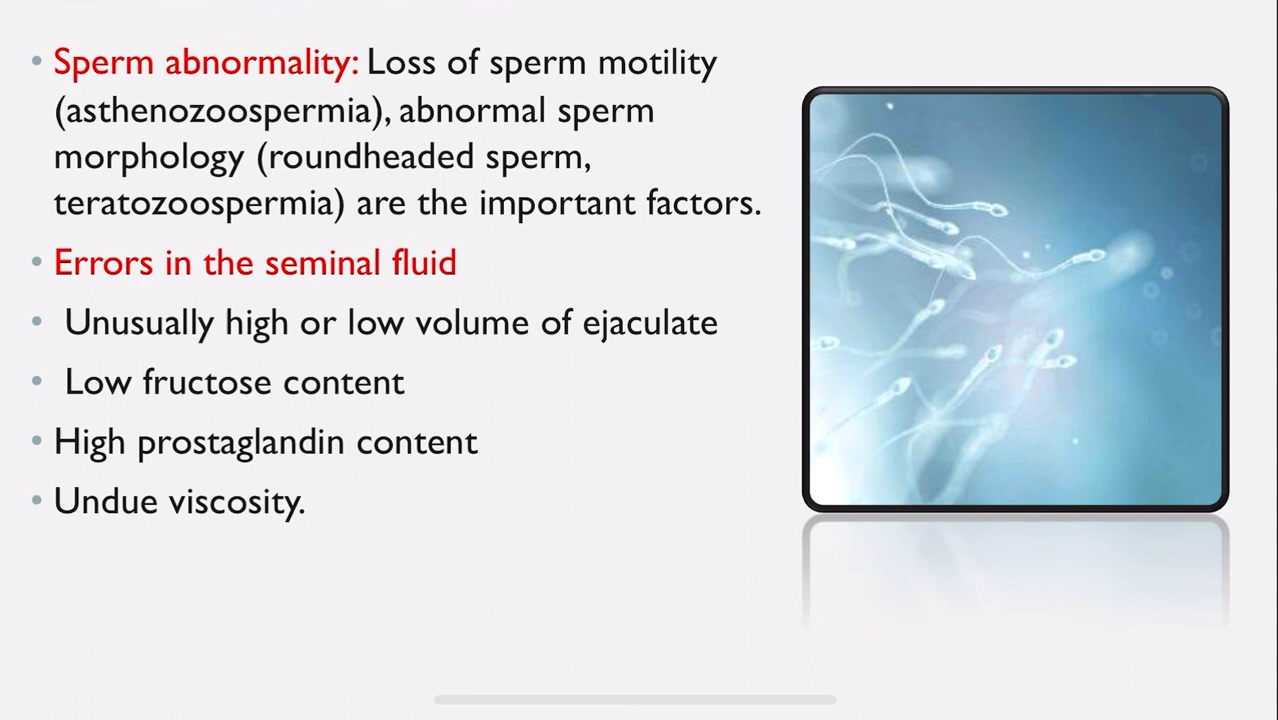 • Sperm abnormality: Loss of sperm motility
(asthenozoospermia), abnormal sperm
morphology (roundheaded sperm,
teratozoospermia) are the important factors.
• Errors in the seminal fluid
• Unusually high or low volume of ejaculate
• Low fructose content
• High prostaglandin content
• Undue viscosity.